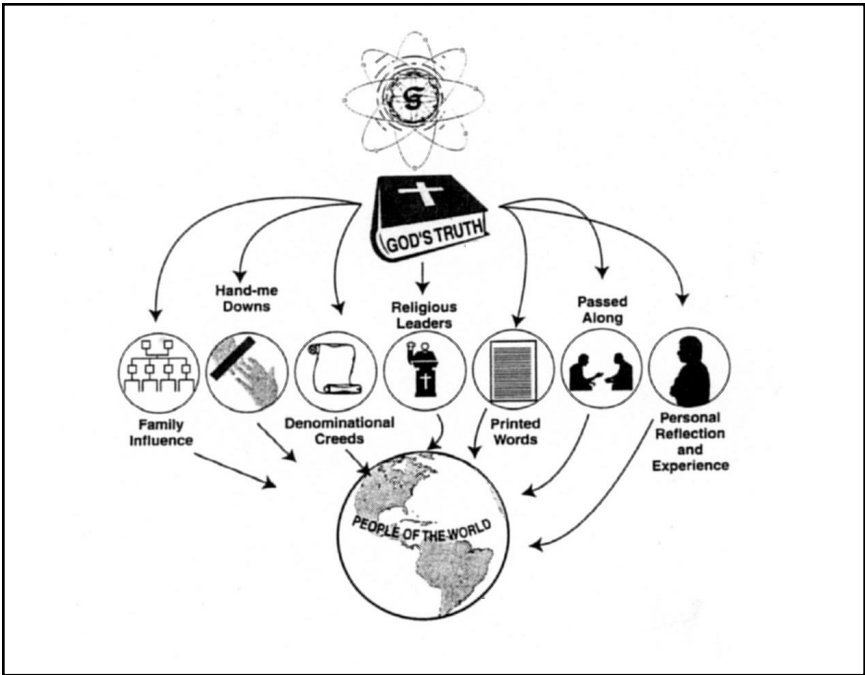 GOD'S TRUTH
Hand-me
Downs
Religious
Leaders
Passed
Along
Family
Influence
Denominational
Creeds
Printed
Words
Personal
Reflection
and
Experience
PEOPLE OF THE WORLD